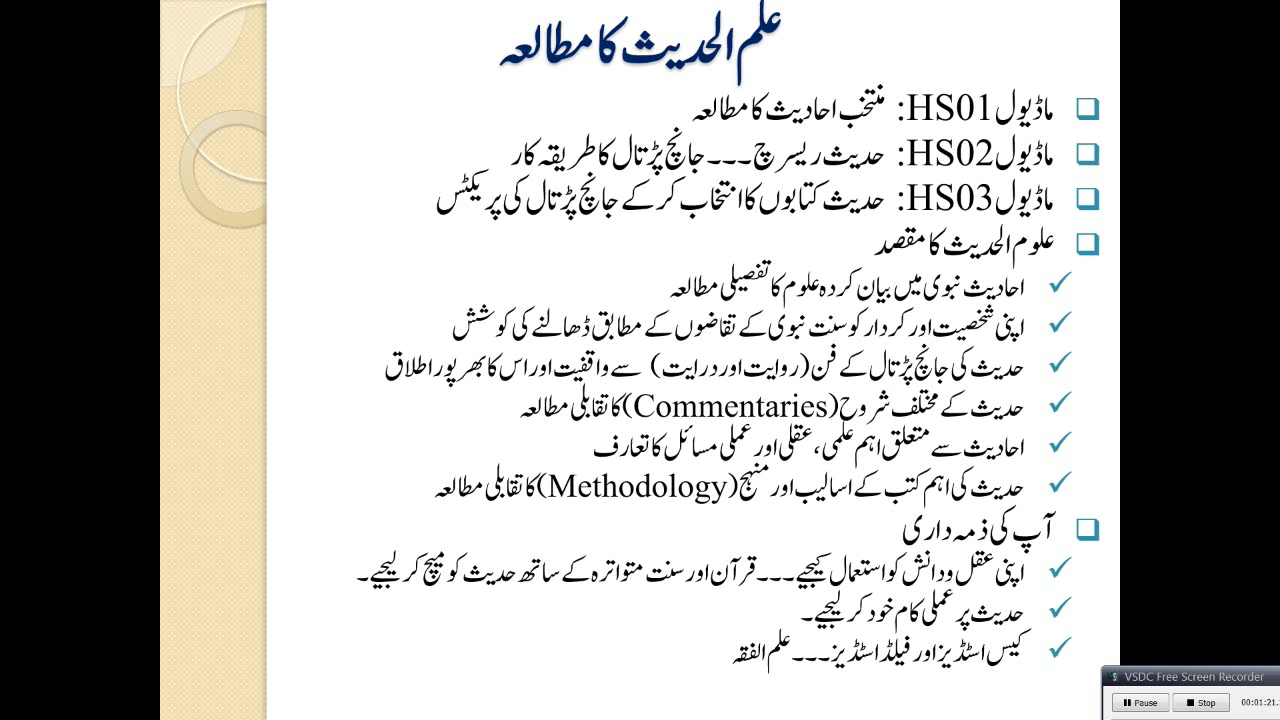 علم الحدیث کا مطالعہ
ماڈیول HS01: منتخب احادیث کا مطالعہ
ماڈیول HS02: حدیث ریسرچ۔۔۔ جانچ پڑتال کا طریقہ کار
ماڈیول HS03: حدیث کتابوں کا انتخاب کر کے جانچ پڑتال کی پریکٹس
علوم الحدیث کا مقصد
احادیث نبوی میں بیان کردہ علوم کا تفصیلی مطالعہ
اپنی شخصیت اور کردار کو سنت نبوی کے تقاضوں کے مطابق ڈھالنے کی کوشش
حدیث کی جانچ پڑتال کے فن (روایت اور درایت) سے واقفیت اور اس کا بھرپور اطلاق
حدیث کے مختلف شروح (Commentaries) کا تقابلی مطالعہ
احادیث سے متعلق اہم علمی، عقلی اور عملی مسائل کا تعارف
حدیث کی اہم کتب کے اسالیب اور منہج (Methodology) کا تقابلی مطالعہ
آپ کی ذمہ داری
اپنی عقل و دانش کو استعمال کیجیے۔۔۔ قرآن اور سنت متواترہ کے ساتھ حدیث کو میچ کر لیجیے۔
حدیث پر عملی کام خود کر لیجیے۔
کیس اسٹڈیز اور فیلڈ اسٹڈیز۔۔۔ علم الفقہ
VSDC Free Screen Recorder
Pause Stop 00:01:21.